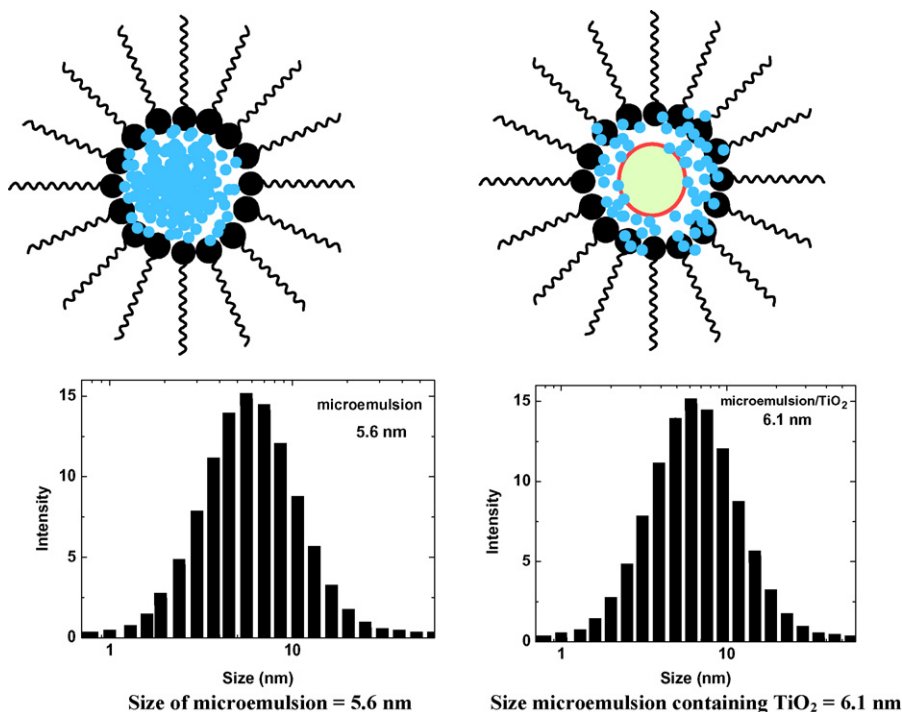 15
microemulsion
5.6 nm
10
Intensity
5
0
1
10
Size (nm)
Size of microemulsion = 5.6 nm
15
microemulsion/TiO₂
6.1 nm
10
Intensity
5
0
1
10
Size (nm)
Size microemulsion containing TiO₂ = 6.1 nm